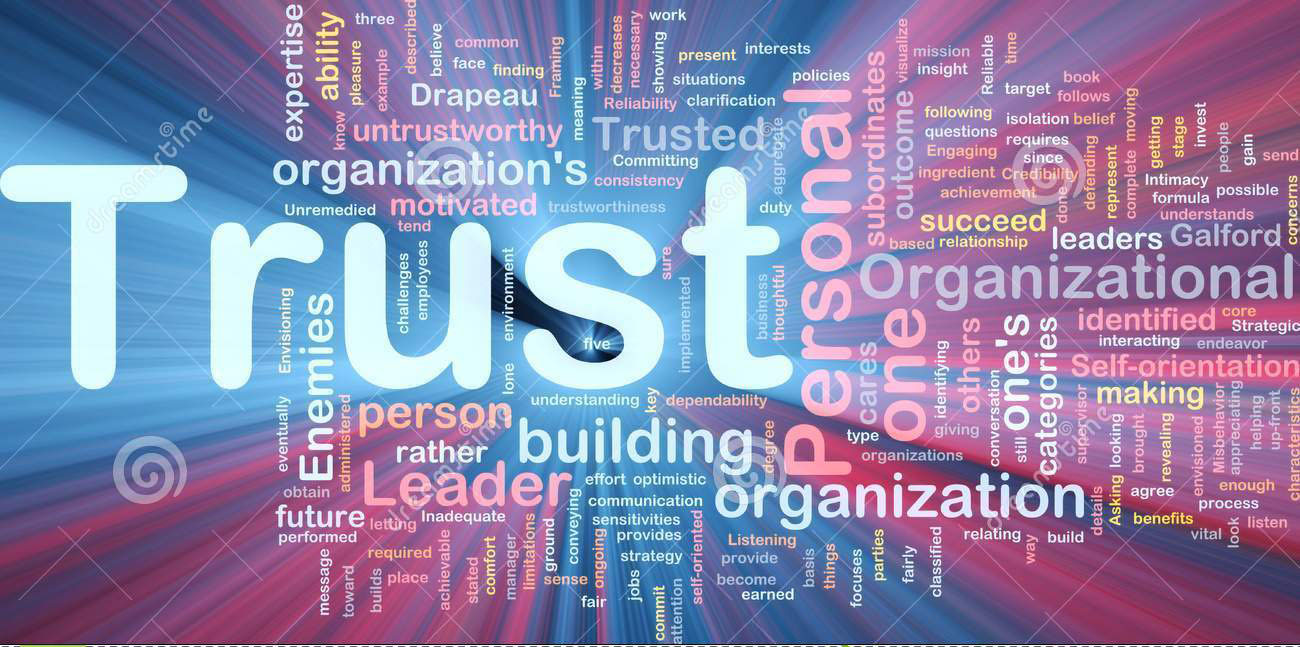 three
work
expertise
ability
pleasure
example
described
believe
common
face
finding
Framing
within
decreases
necessary
showing
present
interests
situations
policies
visualize
mission
insight
Reliable
time
target
book
follows
Drapeau
meaning
Reliability
clarification
know
untrustworthy
Trusted
aggregate
Personal
subordinates
outcome
following
questions
isolation
belief
requires
moving
getting
stage
invest
people
gain
send
organization's
Committing
consistency
Engaging
since
ingredient
Credibility
achievement
done
defending
represent
complete
Intimacy
formula
possible
understands
concerns
Unremedied
motivated
trustworthiness
duty
tend
succeed
based
relationship
leaders
Galford
Trust
challenges
employees
environment
sure
implemented
business
thoughtful
Organizational
Envisioning
Enemies
five
one
cares
others
one's
categories
identifying
identified
core
Strategic
interacting
endeavor
Self-orientation
lone
understanding
key
dependability
giving
conversation
still
supervisor
making
eventually
administered
person
rather
building
degree
type
organizations
looking
brought
revealing
envisioned
Misbehavior
appreciating
helping
up-front
characteristics
Leader
effort
optimistic
organization
obtain
future
letting
Inadequate
communication
sensitivities
performed
provides
strategy
conveying
ground
details
Asking
agree
benefits
enough
process
vital
look
listen
required
achievable
stated
comfort
manager
limitations
sense
ongoing
fair
jobs
commit
attention
self-oriented
Listening
provide
become
earned
basis
things
focuses
parties
fairly
classified
relating
way
build
message
toward
builds
place
dreamstime